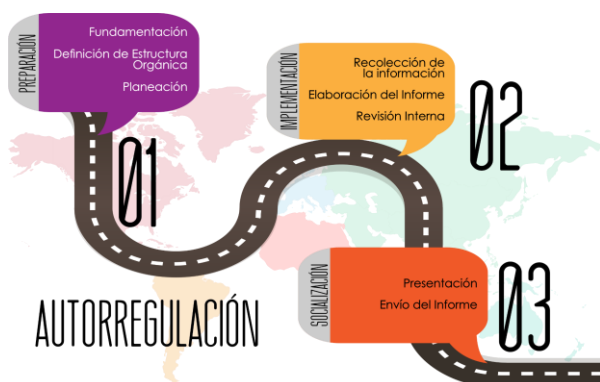 PREPARACIÓN
Fundamentación
Definición de Estructura
Orgánica
Planeación
01
IMPLEMENTACIÓN
Recolección de
la información
Elaboración del Informe
Revisión Interna
02
SOCIALIZACIÓN
Presentación
Envío del Informe
03
AUTORREGULACIÓN